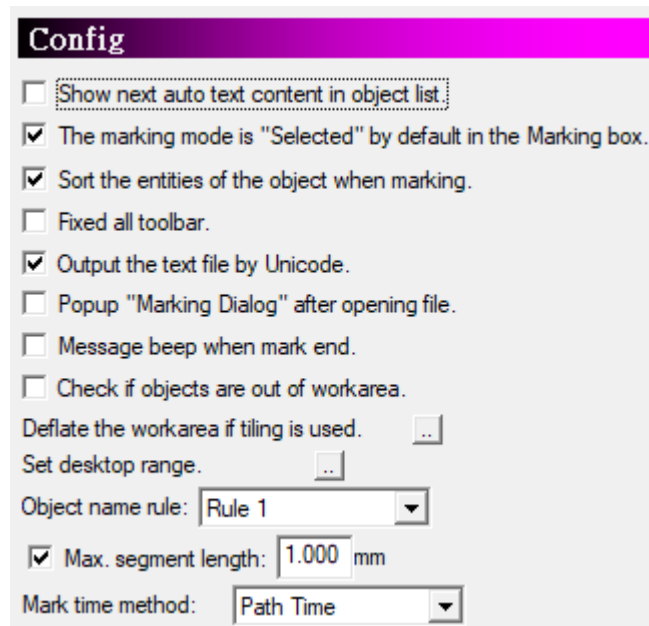 Config
Show next auto text content in object list.
The marking mode is "Selected" by default in the Marking box.
Sort the entities of the object when marking.
Fixed all toolbar.
Output the text file by Unicode.
Popup "Marking Dialog" after opening file.
Message beep when mark end.
Check if objects are out of workarea.
Deflate the workarea if tiling is used. ..
Set desktop range. ..
Object name rule: Rule 1
Max. segment length: 1.000 mm
Mark time method: Path Time